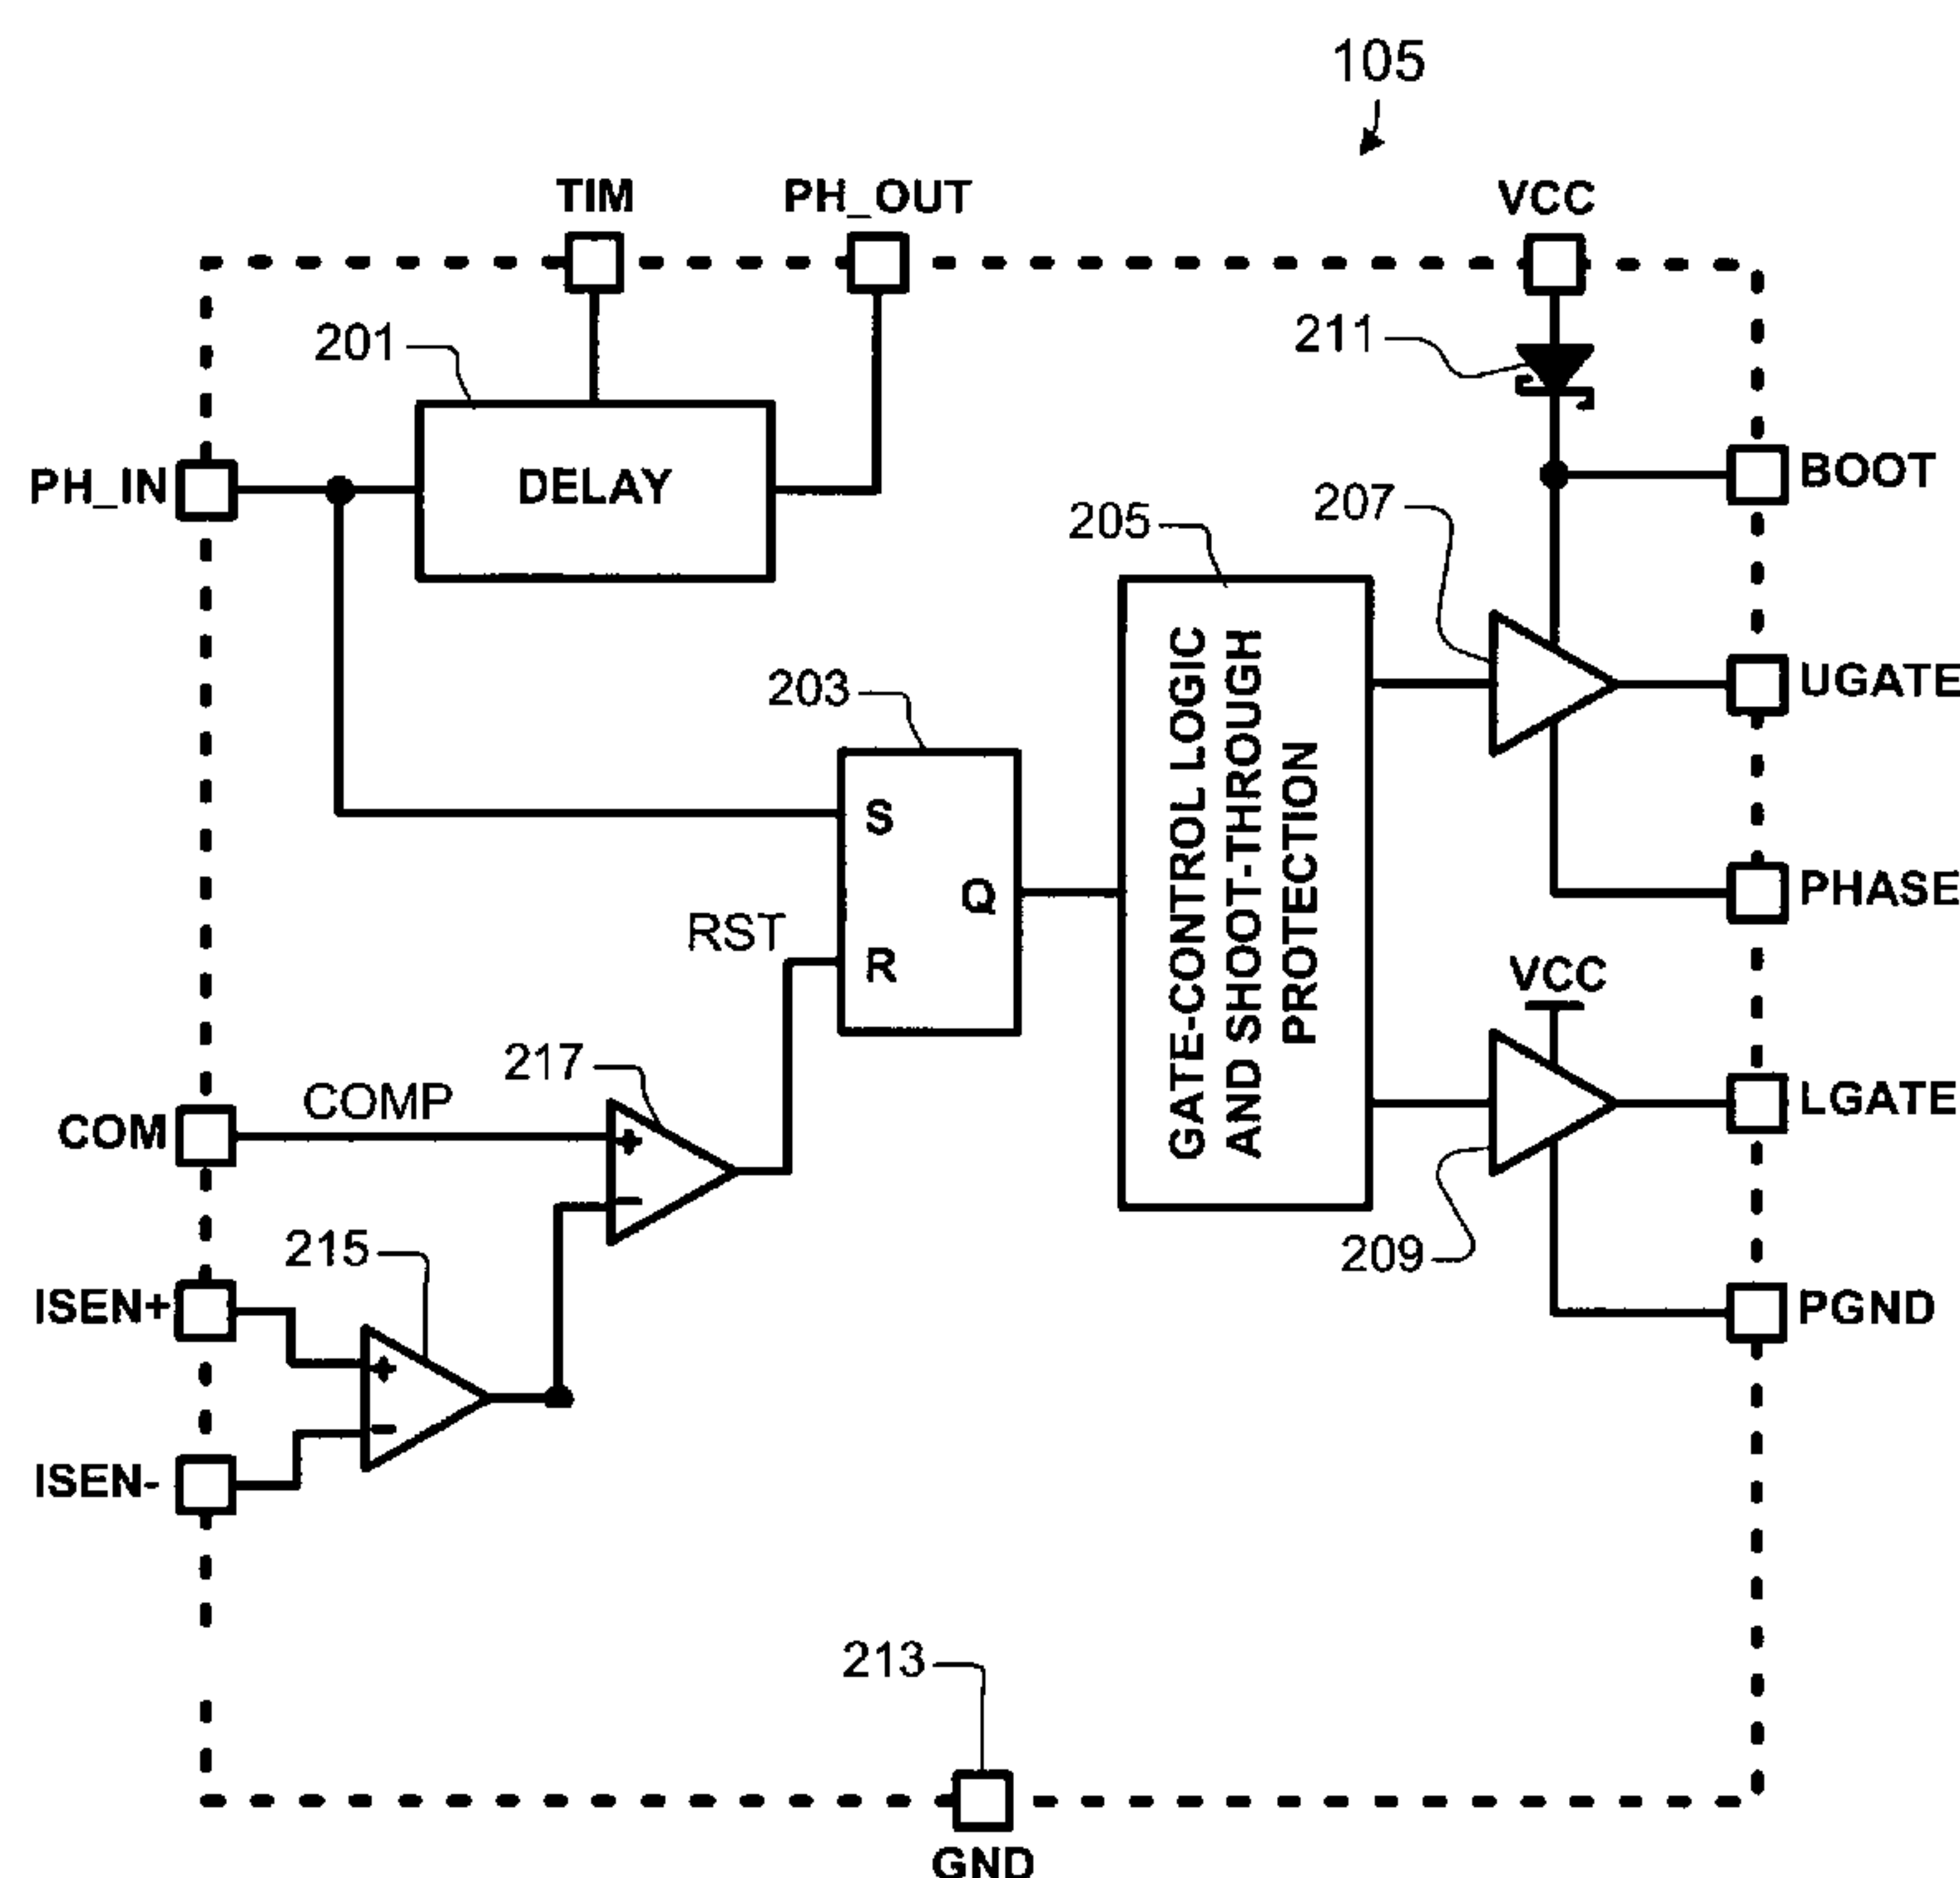 105
TIM
PH_OUT
VCC
201
211
PH_IN
DELAY
BOOT
207
205
203
UGATE
GATE-CONTROL LOGIC
AND SHOOT-THROUGH
PROTECTION
S
Q
R
RST
PHASE
VCC
217
COMP
COM
LGATE
215
209
ISEN+
PGND
+
-
+
-
ISEN-
213
GND